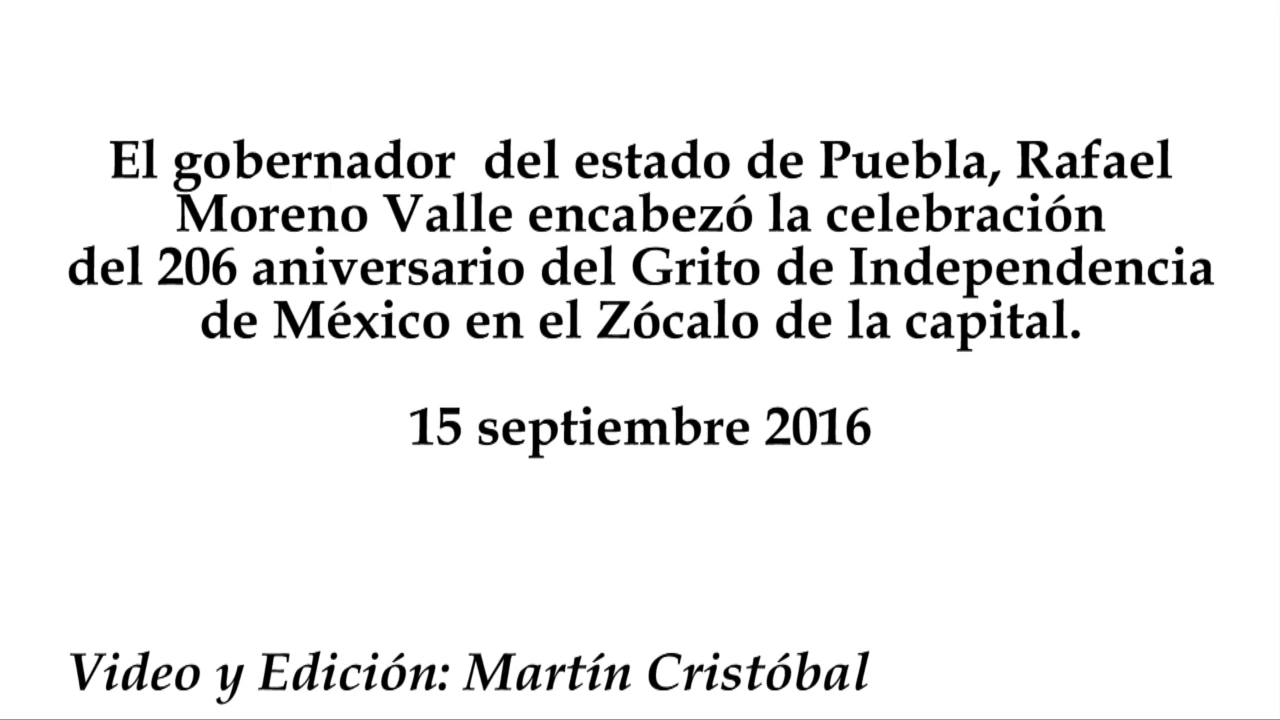 El gobernador  del estado de Puebla, Rafael
Moreno Valle encabezó la celebración
del 206 aniversario del Grito de Independencia
de México en el Zócalo de la capital.
15 septiembre 2016
Video y Edición: Martín Cristóbal